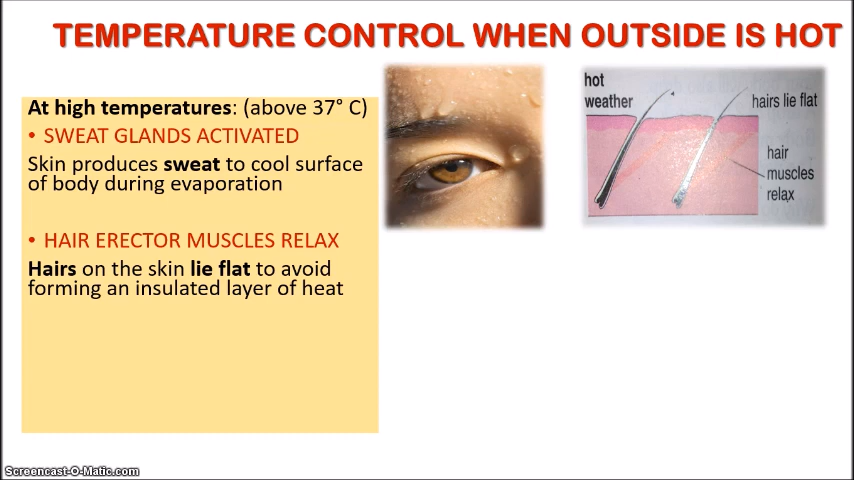 TEMPERATURE CONTROL WHEN OUTSIDE IS HOT
At high temperatures: (above 37° C)
• SWEAT GLANDS ACTIVATED
Skin produces sweat to cool surface
of body during evaporation
• HAIR ERECTOR MUSCLES RELAX
Hairs on the skin lie flat to avoid
forming an insulated layer of heat
hot
weather
hairs lie flat
hair
muscles
relax
Screencast-O-Matic.com